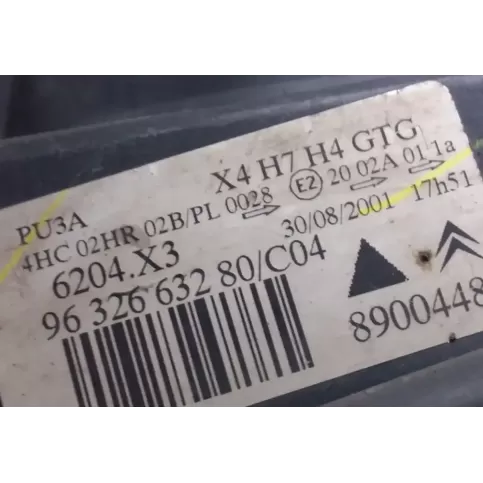 X4 H7 H4 GTG
PU3A
4HC 02HR 02B/PL 0028 E2 20 02A 01 1a
6204.X3 30/08/2001 17h51
96 326 632 80/C04
8900448